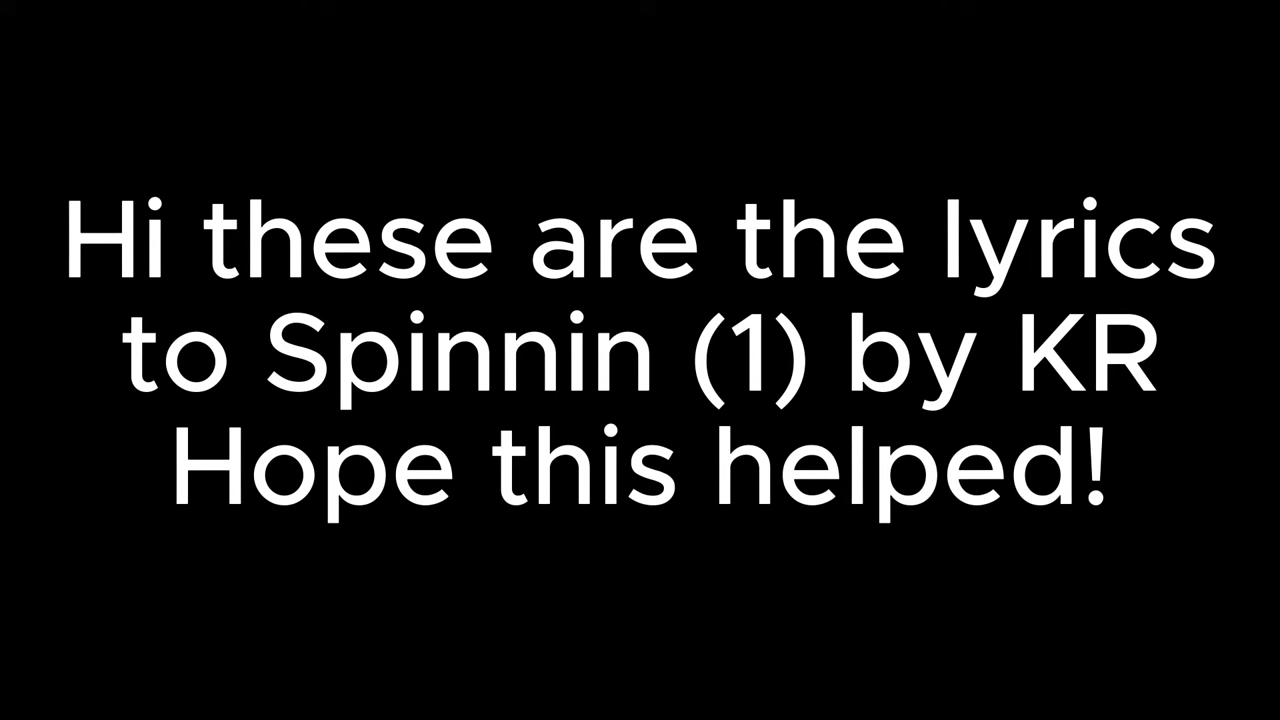 Hi these are the lyrics
to Spinnin (1) by KR
Hope this helped!